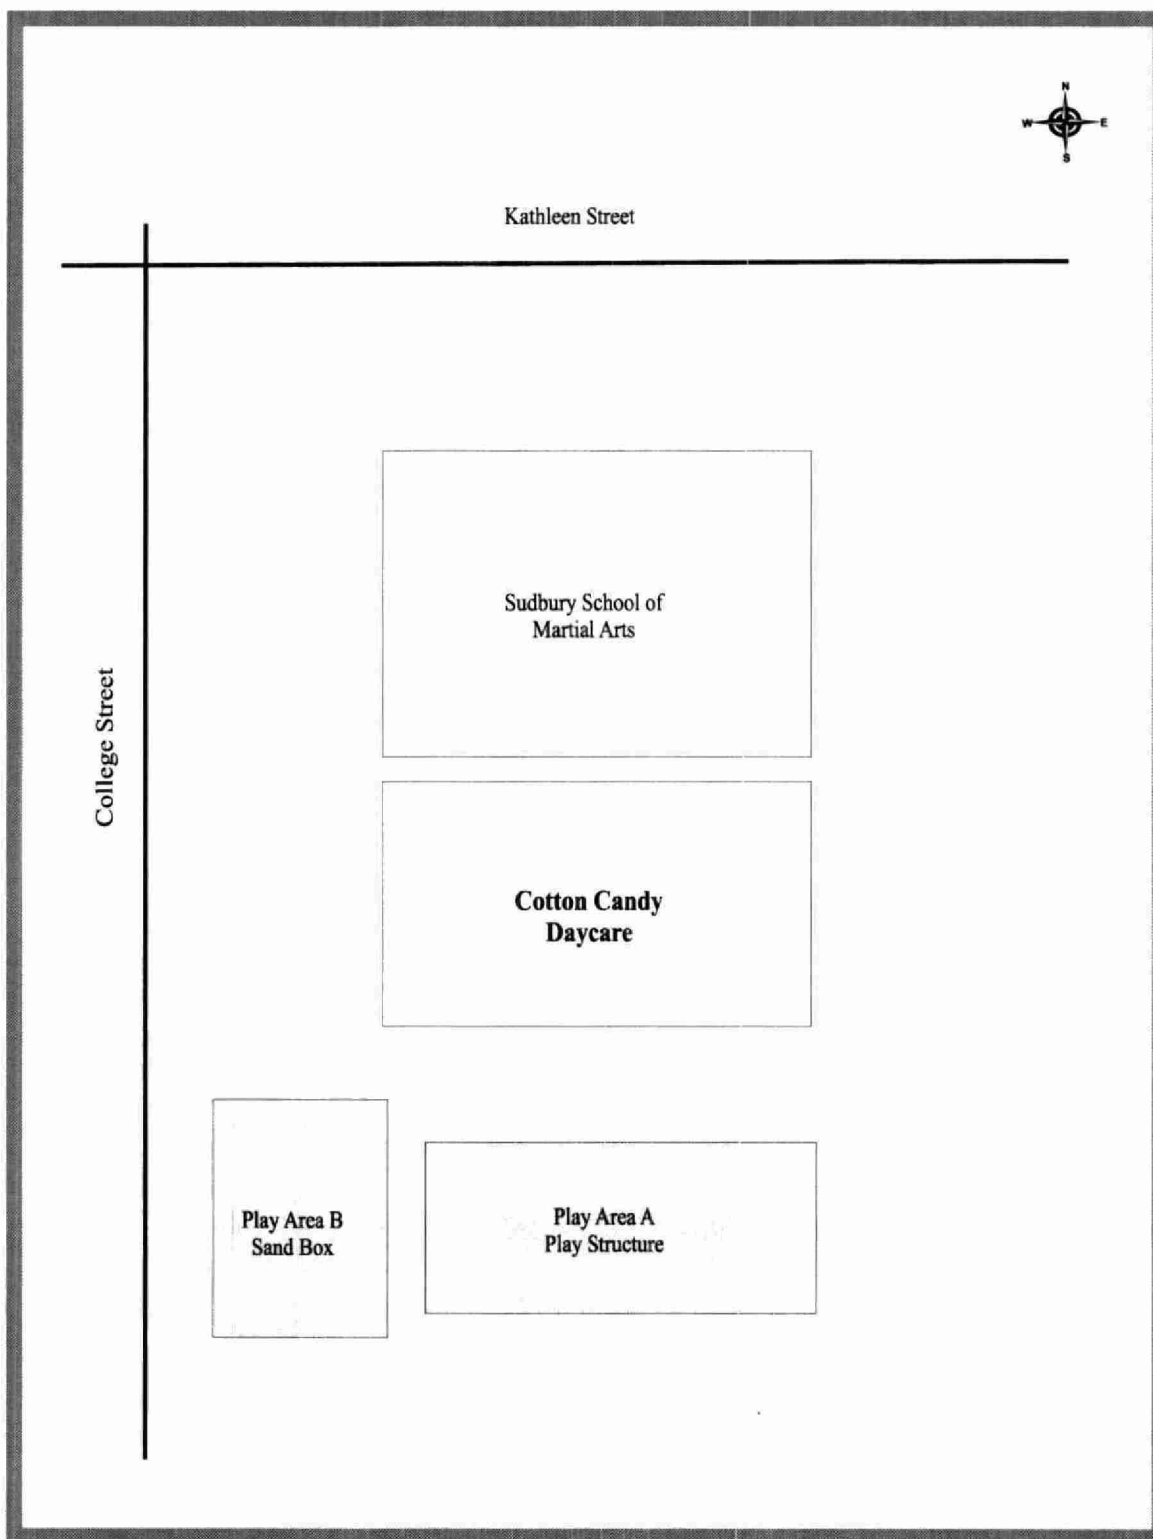 N
W E
S
Kathleen Street
College Street
Sudbury School of
Martial Arts
Cotton Candy
Daycare
Play Area B
Sand Box
Play Area A
Play Structure